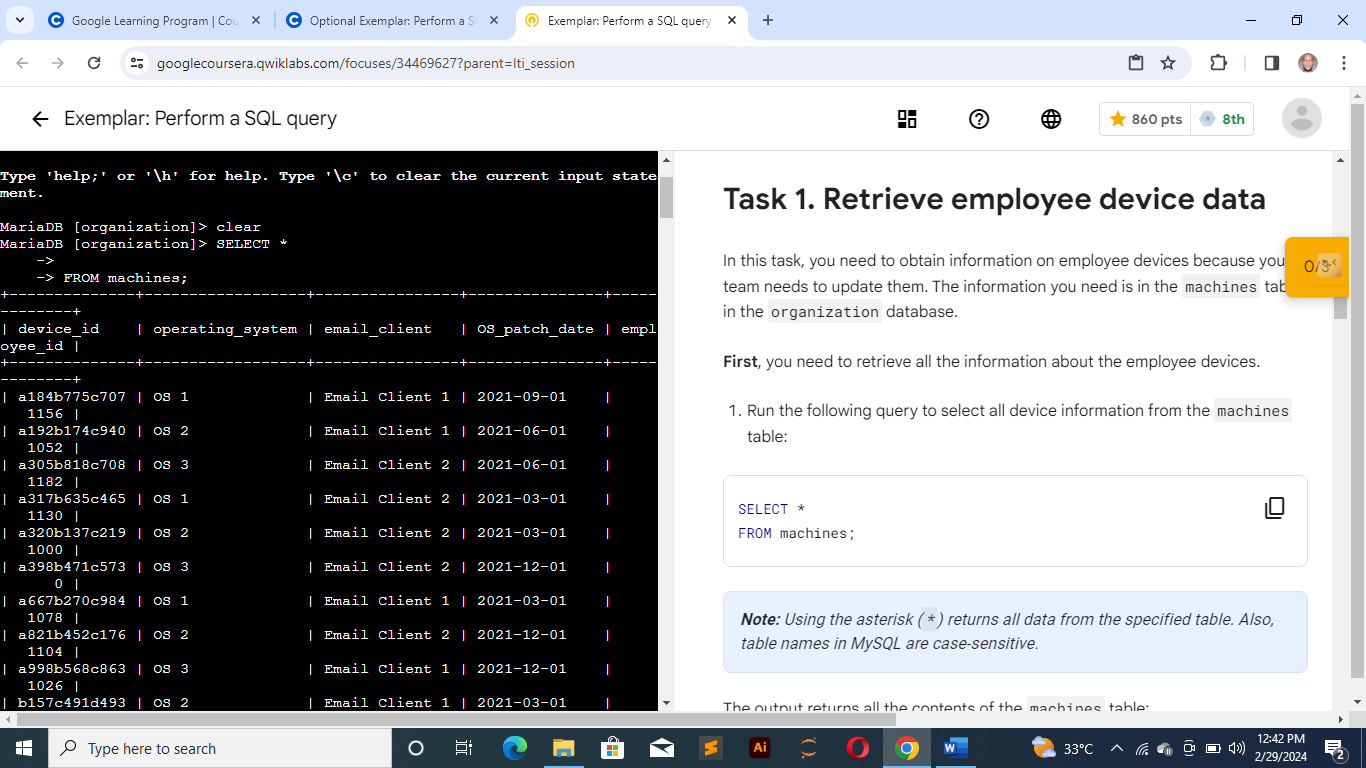 Google Learning Program | Cou
Optional Exemplar: Perform a S
Exemplar: Perform a SQL query
googlecoursera.qwiklabs.com/focuses/34469627?parent=lti_session
Exemplar: Perform a SQL query
860 pts
8th
Type 'help;' or '\h' for help. Type '\c' to clear the current input state
ment.
MariaDB [organization]> clear
MariaDB [organization]> SELECT *
->
-> FROM machines;
+--------------+------------------+----------------+---------------+-----
--------+
| device_id | operating_system | email_client | OS_patch_date | empl
oyee_id |
+--------------+------------------+----------------+---------------+-----
--------+
| a184b775c707 | OS 1 | Email Client 1 | 2021-09-01 |
1156 |
| a192b174c940 | OS 2 | Email Client 1 | 2021-06-01 |
1052 |
| a305b818c708 | OS 3 | Email Client 2 | 2021-06-01 |
1182 |
| a317b635c465 | OS 1 | Email Client 2 | 2021-03-01 |
1130 |
| a320b137c219 | OS 2 | Email Client 2 | 2021-03-01 |
1000 |
| a398b471c573 | OS 3 | Email Client 2 | 2021-12-01 |
0 |
| a667b270c984 | OS 1 | Email Client 1 | 2021-03-01 |
1078 |
| a821b452c176 | OS 2 | Email Client 1 | 2021-12-01 |
1104 |
| a998b568c863 | OS 3 | Email Client 1 | 2021-12-01 |
1026 |
| b157c491d493 | OS 2 | Email Client 1 | 2021-03-01 |
Task 1. Retrieve employee device data
In this task, you need to obtain information on employee devices because you
team needs to update them. The information you need is in the machines tab
in the organization database.
0/3
First, you need to retrieve all the information about the employee devices.
1. Run the following query to select all device information from the machines
table:
SELECT *
FROM machines;
Note: Using the asterisk (*) returns all data from the specified table. Also,
table names in MySQL are case-sensitive.
The output returns all the contents of the machines table:
Type here to search
Ai
33°C
12:42 PM
2/29/2024
2